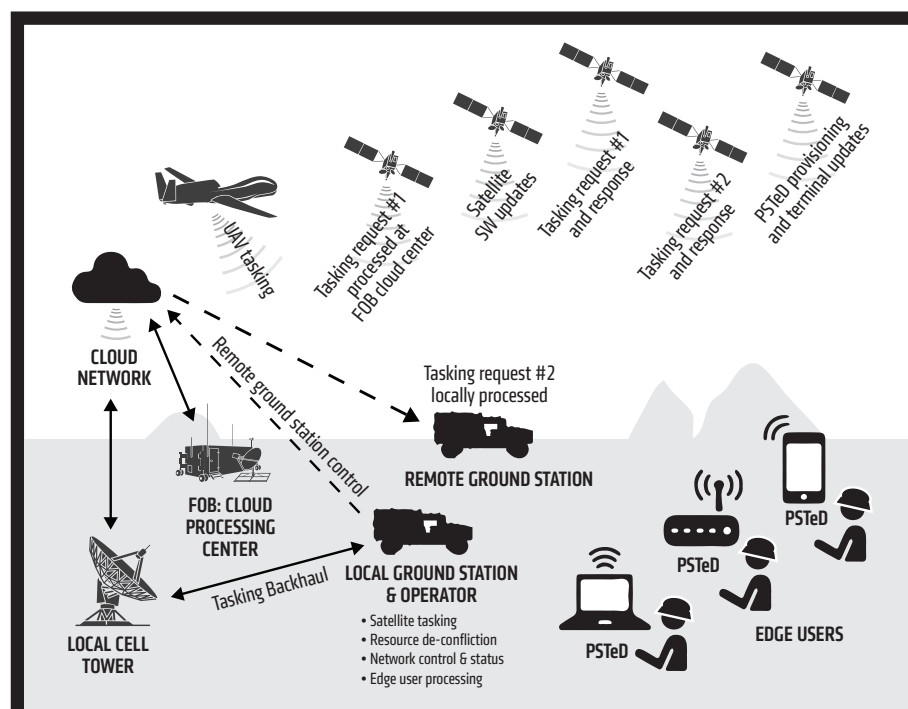 UAV tasking
Tasking request #1
processed at
FOB cloud center
Satellite
SW updates
Tasking request #1
and response
Tasking request #2
and response
PSTeD provisioning
and terminal updates
CLOUD
NETWORK
Remote ground station control
Tasking request #2
locally processed
REMOTE GROUND STATION
FOB: CLOUD
PROCESSING
CENTER
Tasking Backhaul
LOCAL CELL
TOWER
LOCAL GROUND STATION
& OPERATOR
• Satellite tasking
• Resource de-confliction
• Network control & status
• Edge user processing
PSTeD
PSTeD
PSTeD
EDGE USERS